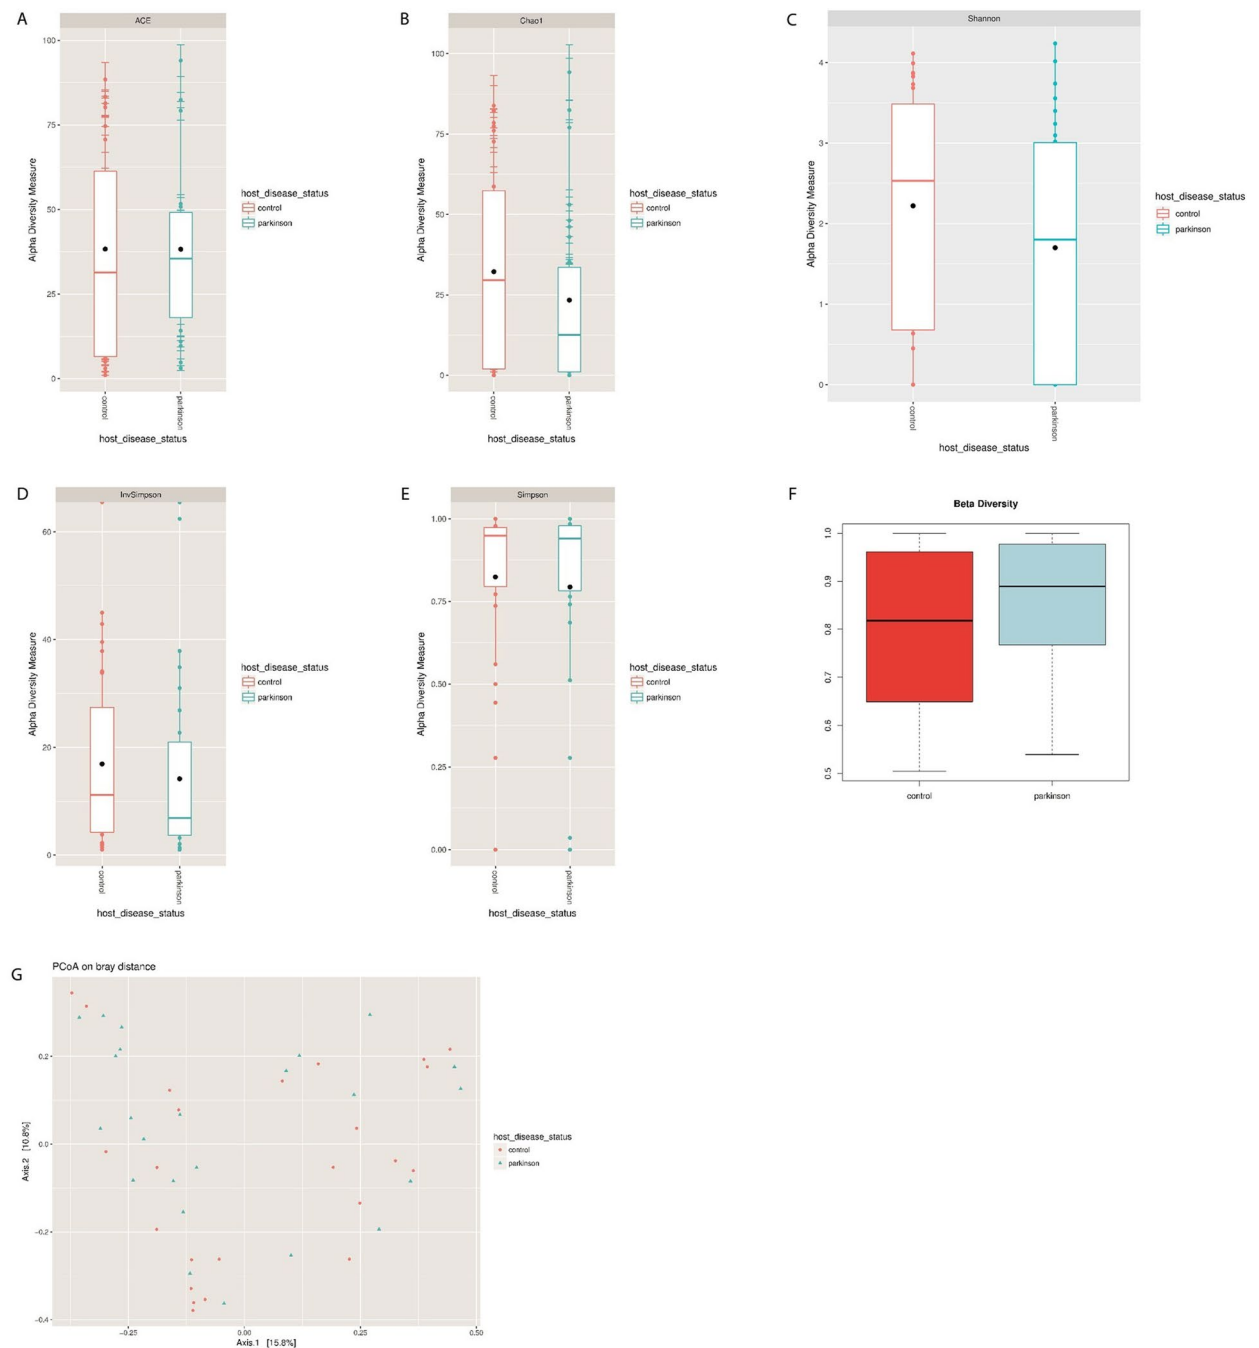 A
ACE
Alpha Diversity Measure
100
75
50
25
0
control
parkinson
host_disease_status
host_disease_status
control
parkinson
B
Chao1
Alpha Diversity Measure
100
75
50
25
0
control
parkinson
host_disease_status
host_disease_status
control
parkinson
C
Shannon
Alpha Diversity Measure
4
3
2
1
0
control
parkinson
host_disease_status
host_disease_status
control
parkinson
D
InvSimpson
Alpha Diversity Measure
60
40
20
0
control
parkinson
host_disease_status
host_disease_status
control
parkinson
E
Simpson
Alpha Diversity Measure
1.00
0.75
0.50
0.25
0.00
control
parkinson
host_disease_status
host_disease_status
control
parkinson
F
Beta Diversity
1.0
0.9
0.8
0.7
0.6
0.5
control
parkinson
G
PCoA on bray distance
Axis.2 [10.8%]
0.2
0.0
−0.2
−0.4
−0.25
0.00
0.25
0.50
Axis.1 [15.8%]
host_disease_status
control
parkinson